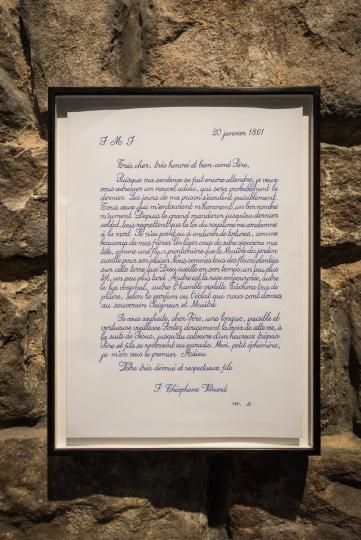 20 janvier 1861
J M J
Très cher, très honoré et bien-aimé Père,
Puisque ma sentence se fait encore attendre, je veux
vous adresser un nouvel adieu, qui sera probablement le
dernier. Les jours de ma prison s'écoulent paisiblement.
Tous ceux qui m'entourent m'honorent, un bon nombre
m'aiment. Depuis le grand mandarin jusqu'au dernier
soldat, tous regrettent que la loi du royaume me condamne
à la mort. Je n'ai point eu à endurer de tortures, comme
beaucoup de mes frères. Un léger coup de sabre séparera ma
tête, comme une fleur printanière que le Maître du jardin
cueille pour son plaisir. Nous sommes tous des fleurs plantées
sur cette terre que Dieu cueille en son temps, un peu plus
tôt, un peu plus tard. Autre est la rose empourprée, autre
le lys virginal, autre l'humble violette. Tâchons tous de
plaire, selon le parfum ou l'éclat qui nous sont donnés,
au souverain Seigneur et Maître.
Je vous souhaite, cher Père, une longue, paisible et
vertueuse vieillesse. Portez doucement la croix de cette vie, à
la suite de Jésus, jusqu'au calvaire d'un heureux trépas.
Père et fils se reverront au paradis. Moi, petit éphémère,
je m'en vais le premier. Adieu.
Votre très dévoué et respectueux fils
J. Théophane Vénard
m. s.